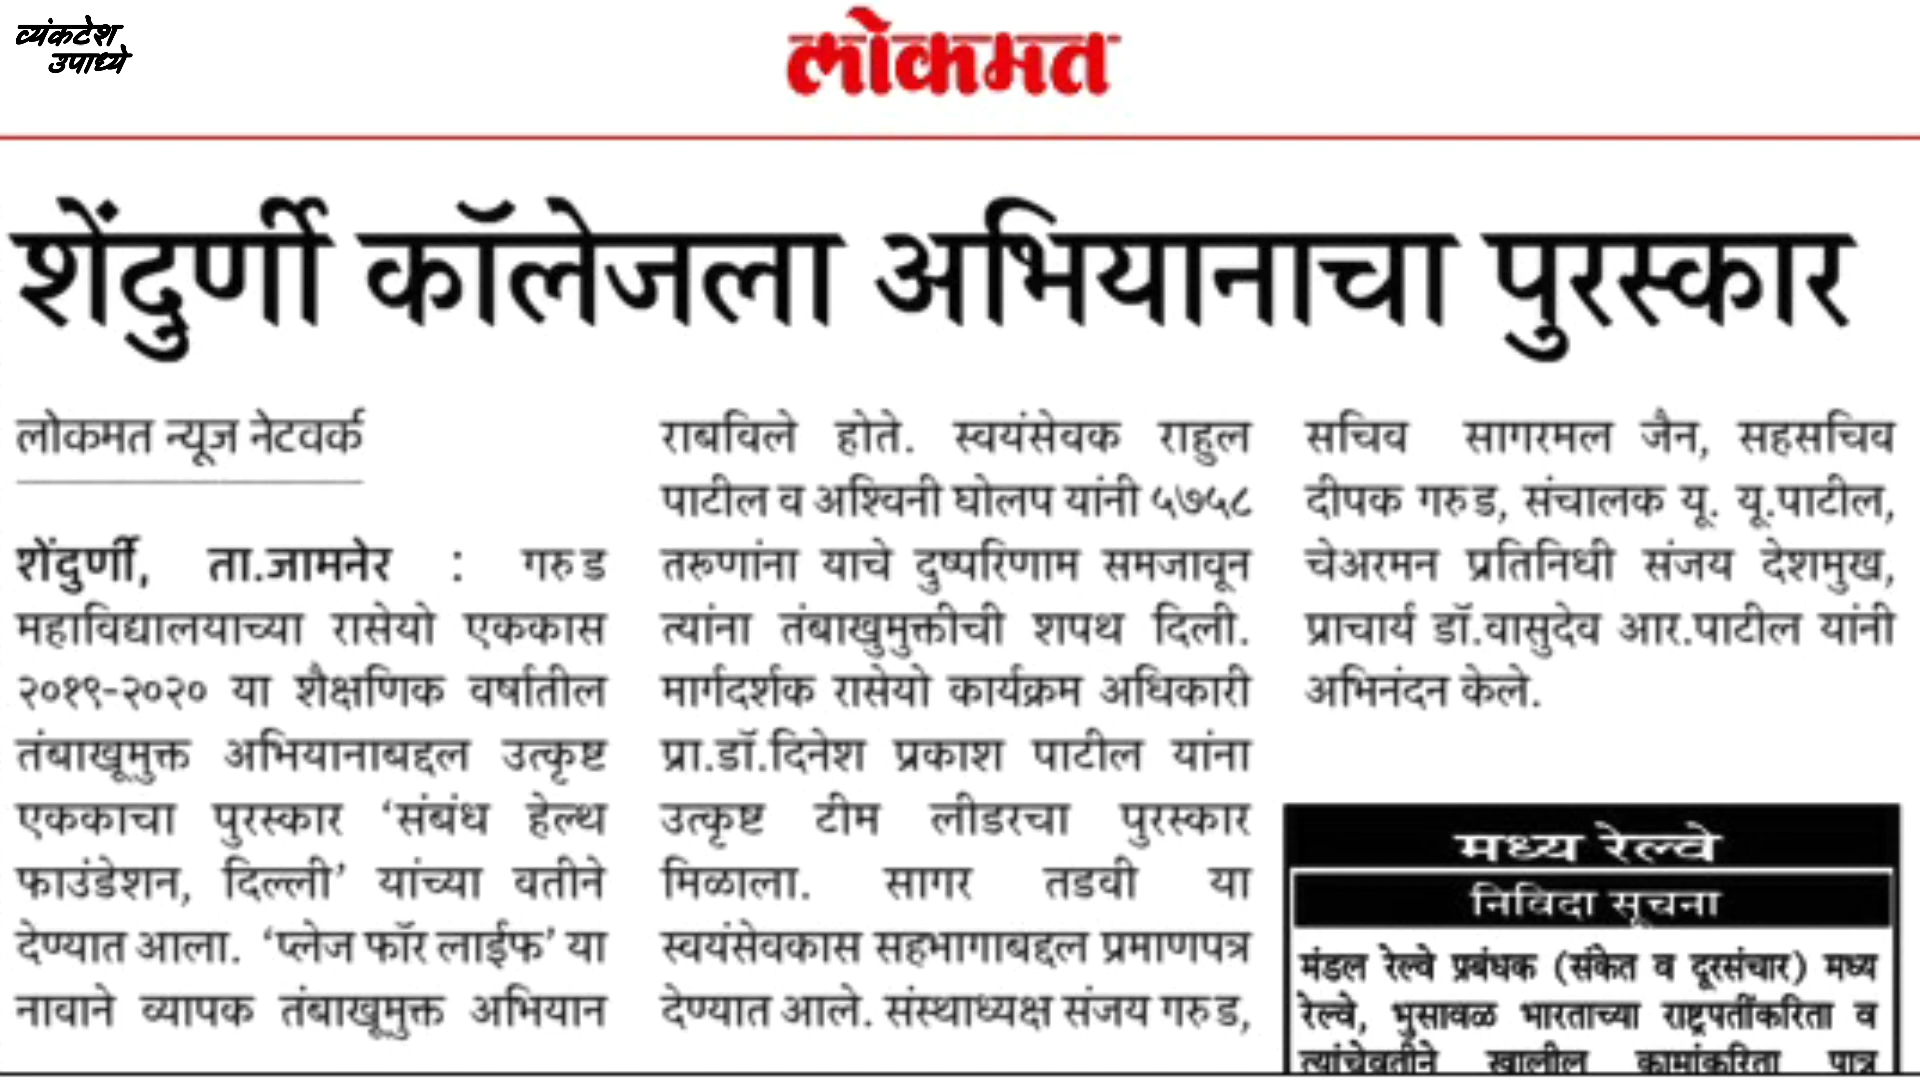 व्यंकटेश
उपाध्ये
लोकमत
शेंदुर्णी कॉलेजला अभियानाचा पुरस्कार
लोकमत न्यूज नेटवर्क
शेंदुर्णी, ता.जामनेर : गरुड
महाविद्यालयाच्या रासेयो एककास
२०१९-२०२० या शैक्षणिक वर्षातील
तंबाखूमुक्त अभियानाबद्दल उत्कृष्ट
एककाचा पुरस्कार ‘संबंध हेल्थ
फाउंडेशन, दिल्ली’ यांच्या वतीने
देण्यात आला. ‘प्लेज फॉर लाईफ’ या
नावाने व्यापक तंबाखूमुक्त अभियान
राबविले होते. स्वयंसेवक राहुल
पाटील व अश्विनी घोलप यांनी ५७५८
तरूणांना याचे दुष्परिणाम समजावून
त्यांना तंबाखुमुक्तीची शपथ दिली.
मार्गदर्शक रासेयो कार्यक्रम अधिकारी
प्रा.डॉ.दिनेश प्रकाश पाटील यांना
उत्कृष्ट टीम लीडरचा पुरस्कार
मिळाला. सागर तडवी या
स्वयंसेवकास सहभागाबद्दल प्रमाणपत्र
देण्यात आले. संस्थाध्यक्ष संजय गरुड,
सचिव सागरमल जैन, सहसचिव
दीपक गरुड, संचालक यू. यू.पाटील,
चेअरमन प्रतिनिधी संजय देशमुख,
प्राचार्य डॉ.वासुदेव आर.पाटील यांनी
अभिनंदन केले.
मध्य रेल्वे
निविदा सूचना
मंडल रेल्वे प्रबंधक (संकेत व दूरसंचार) मध्य
रेल्वे, भुसावळ भारताच्या राष्ट्रपतींकरिता व
त्यांचेवतीने खालील कामांकरिता पात्र